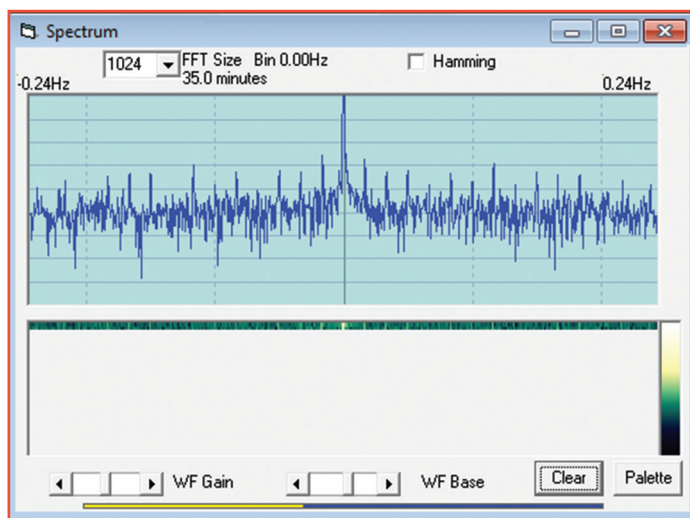 Spectrum
1024 FFT Size Bin 0.00Hz Hamming
35.0 minutes
-0.24Hz 0.24Hz
WF Gain WF Base Clear Palette